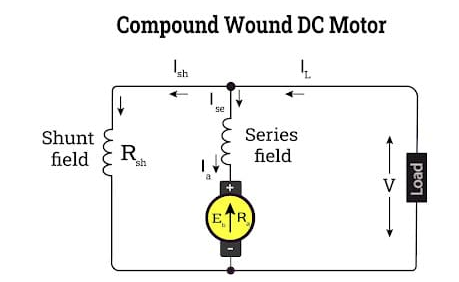 Compound Wound DC Motor
Ish
IL
Ise
Shunt
field
Rsh
Series
field
Ia
+
Eb
Ra
-
V
Load